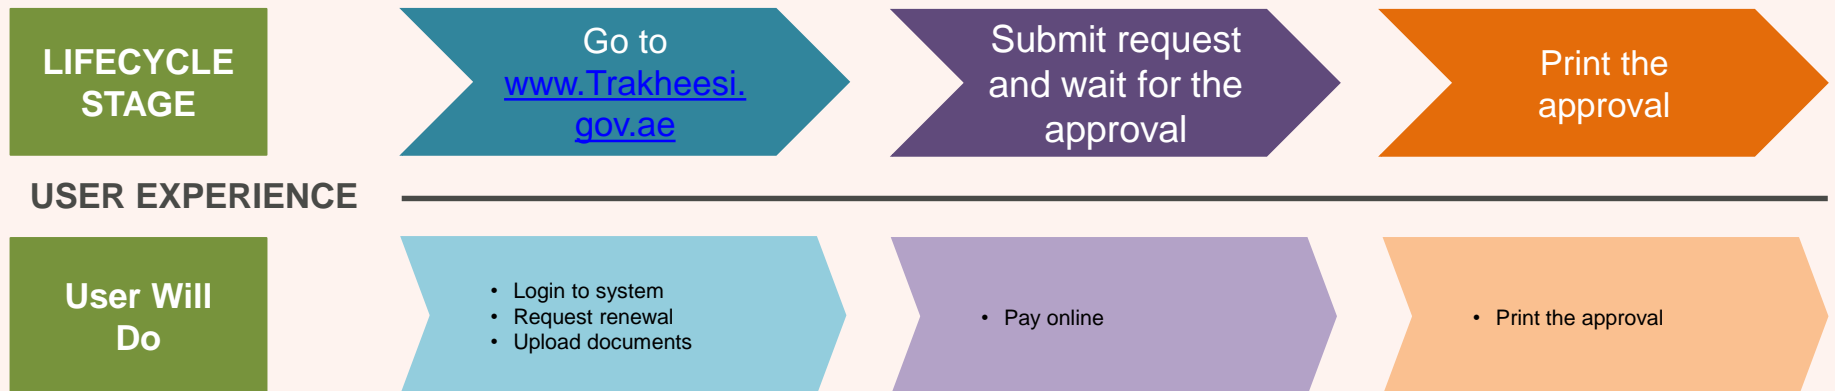 LIFECYCLE
STAGE
Go to
www.Trakheesi.
gov.ae
Submit request
and wait for the
approval
Print the
approval
USER EXPERIENCE
User Will
Do
• Login to system
• Request renewal
• Upload documents
• Pay online
• Print the approval